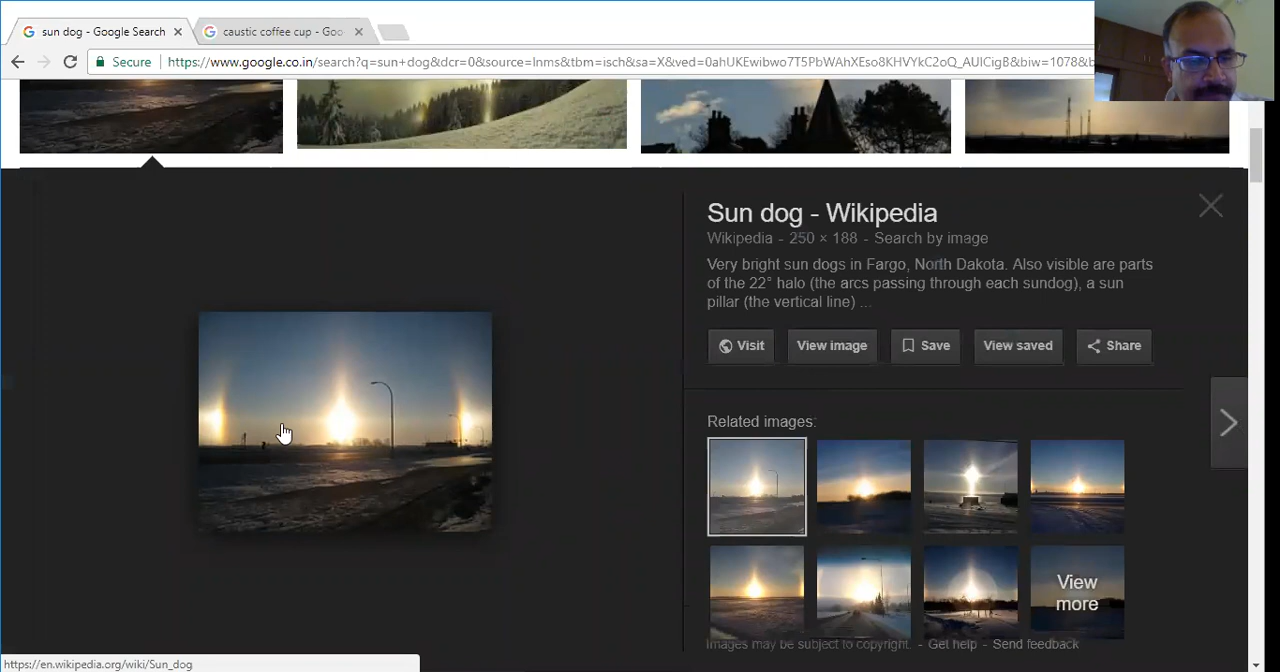 sun dog - Google Search
caustic coffee cup - Goo
Secure
https://www.google.co.in/search?q=sun+dog&dcr=0&source=lnms&tbm=isch&sa=X&ved=0ahUKEwibwo7T5PbWAhXEso8KHVYkC2oQ_AUICigB&biw=1078&b
Sun dog - Wikipedia
Wikipedia - 250 × 188 - Search by image
Very bright sun dogs in Fargo, North Dakota. Also visible are parts
of the 22° halo (the arcs passing through each sundog), a sun
pillar (the vertical line) ...
Visit View image Save View saved Share
Related images:
View
more
Images may be subject to copyright. - Get help - Send feedback
https://en.wikipedia.org/wiki/Sun_dog